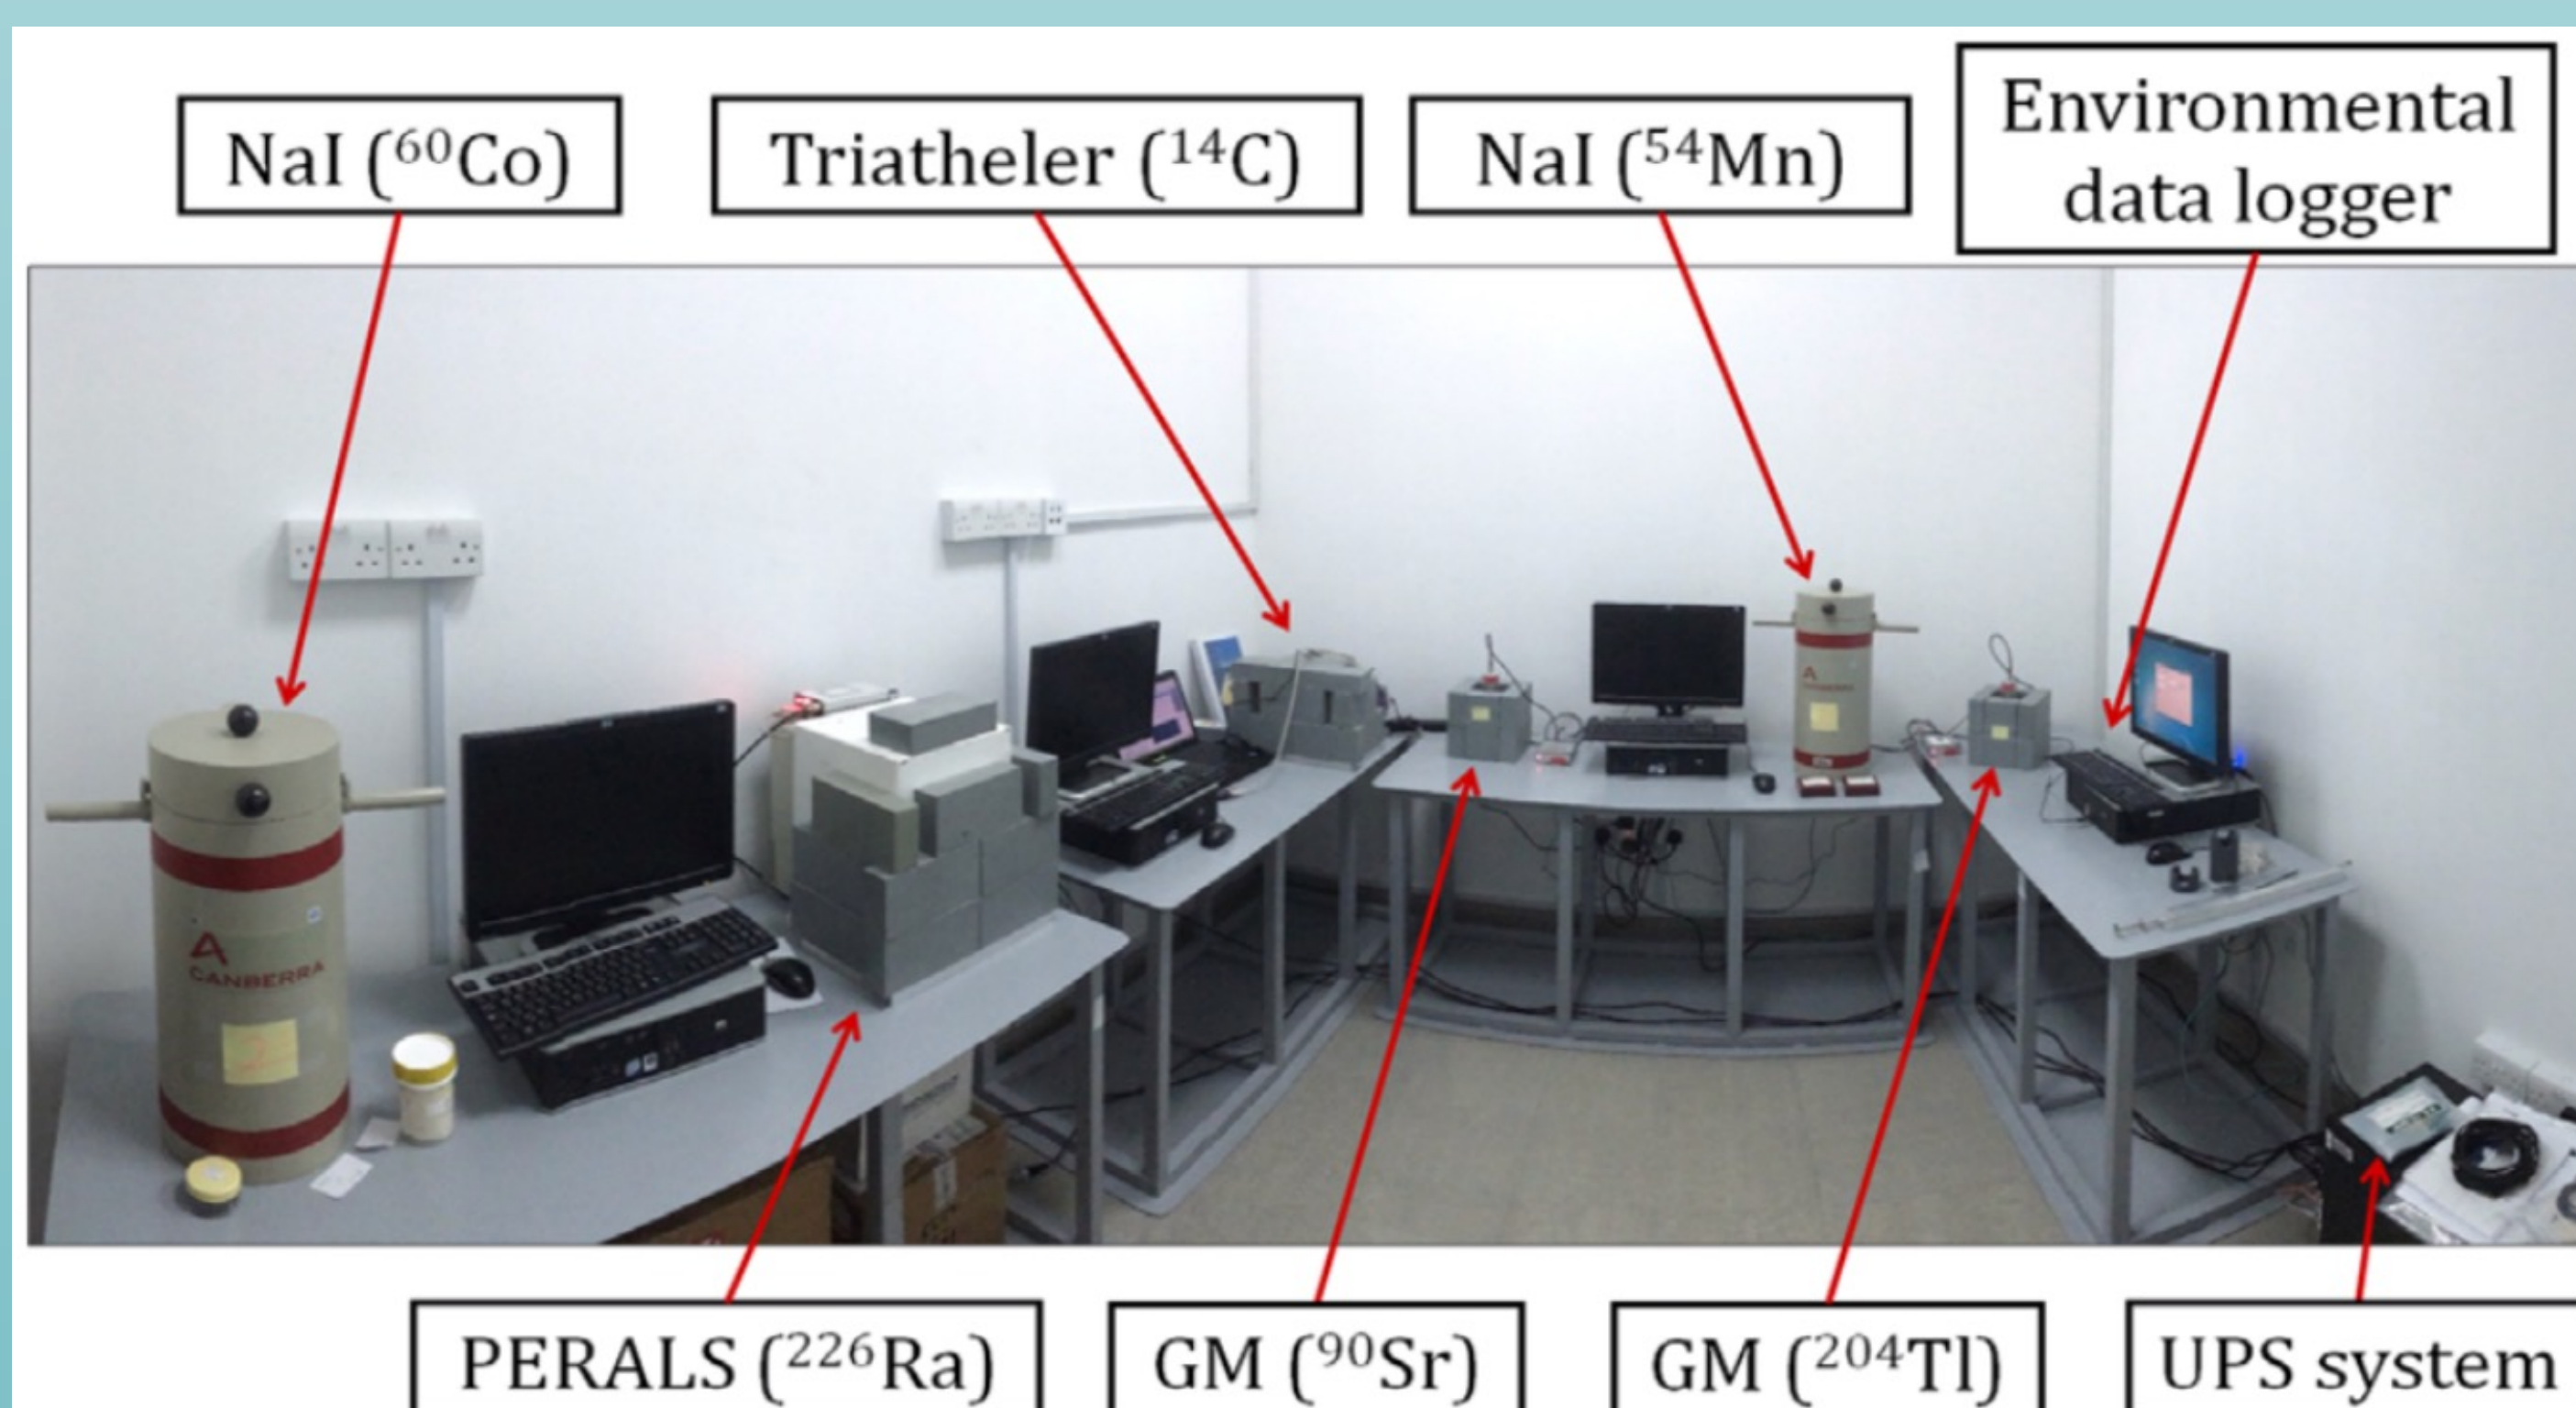 NaI (⁶⁰Co)
Triatheler (¹⁴C)
NaI (⁵⁴Mn)
Environmental
data logger
CANBERRA
PERALS (²²⁶Ra)
GM (⁹⁰Sr)
GM (²⁰⁴Tl)
UPS system